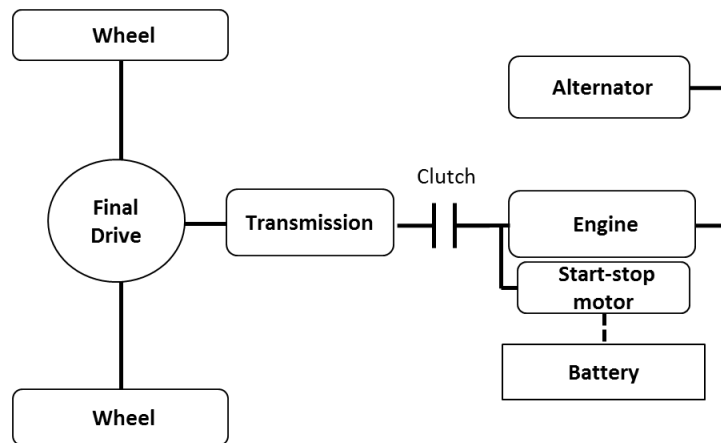 Wheel
Alternator
Clutch
Final
Drive
Transmission
Engine
Start-stop
motor
Battery
Wheel